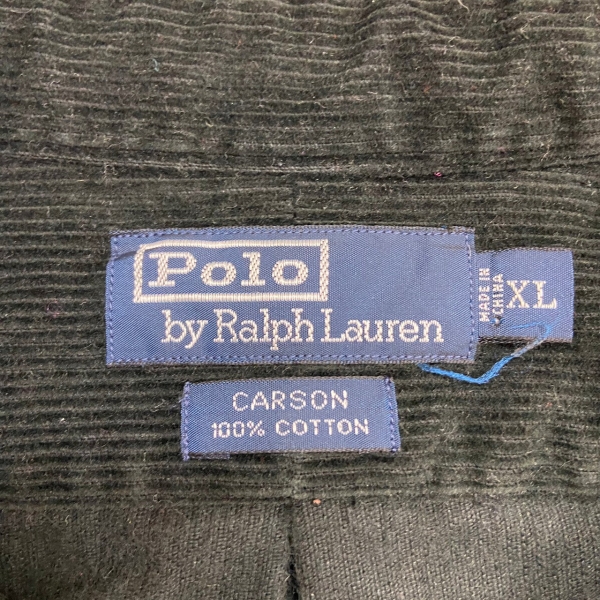 Polo
by Ralph Lauren
MADE IN
CHINA
XL
CARSON
100% COTTON